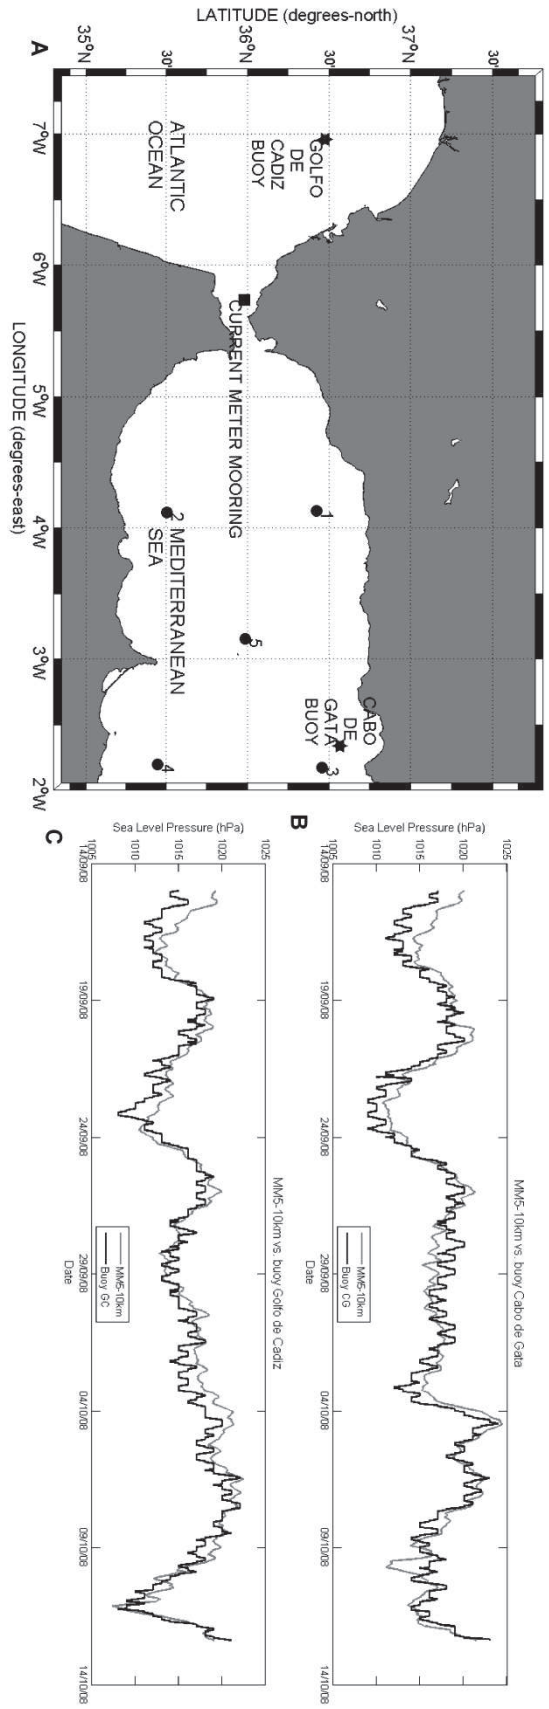 A
LATITUDE (degrees-north)
35°N
30'
36°N
30'
37°N
30'
7°W
6°W
5°W
4°W
3°W
2°W
LONGITUDE (degrees-east)
ATLANTIC
OCEAN
GOLFO
DE
CADIZ
BUOY
CURRENT METER MOORING
1
2 MEDITERRANEAN
SEA
5
CABO
DE
GATA
BUOY
3
4
B
MM5-10km vs. buoy Cabo de Gata
Sea Level Pressure (hPa)
1025
1020
1015
1010
1005
14/09/08
19/09/08
24/09/08
29/09/08
04/10/08
09/10/08
14/10/08
Date
MM5-10km
Buoy CG
C
MM5-10km vs. buoy Golfo de Cadiz
Sea Level Pressure (hPa)
1025
1020
1015
1010
1005
14/09/08
19/09/08
24/09/08
29/09/08
04/10/08
09/10/08
14/10/08
Date
MM5-10km
Buoy GC